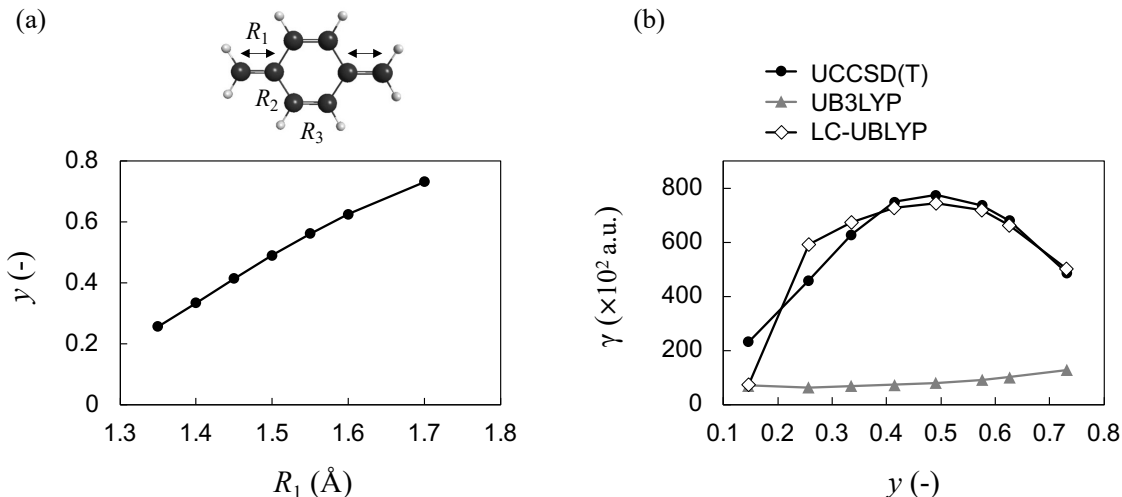 (a)
R₁
R₂
R₃
0.8
0.6
0.4
0.2
0
y (-)
1.3 1.4 1.5 1.6 1.7 1.8
R₁ (Å)
(b)
UCCSD(T)
UB3LYP
LC-UBLYP
800
600
400
200
0
γ (×10² a.u.)
0.1 0.2 0.3 0.4 0.5 0.6 0.7 0.8
y (-)